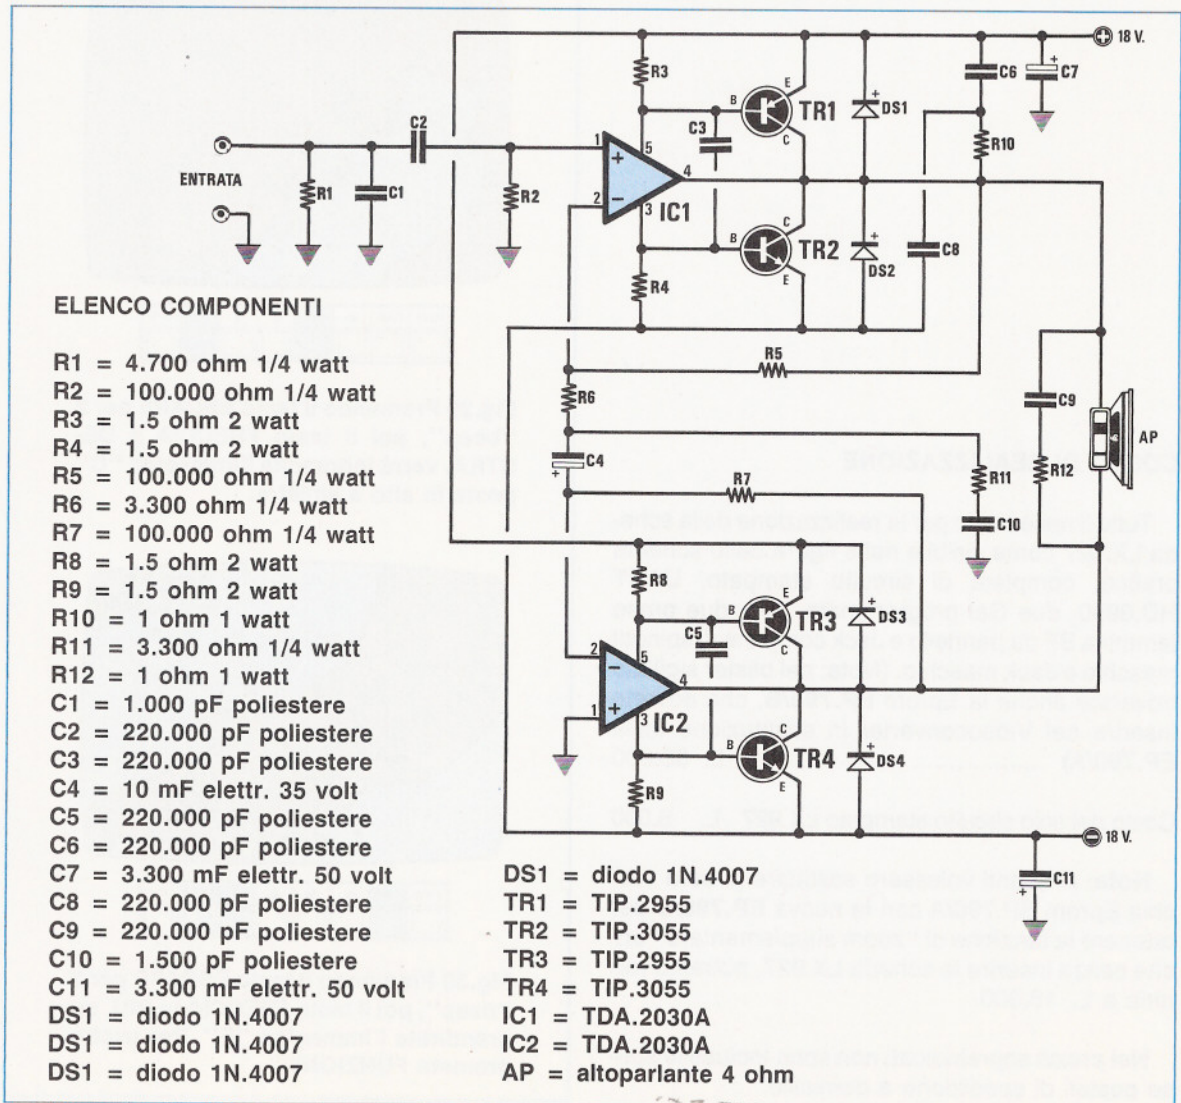 18 V.
R3
C6
C7
E
B
TR1
C
DS1
C2
C3
R10
1
5
4
ENTRATA
R1
C1
R2
2
3
IC1
C
B
TR2
E
DS2
C8
R4
ELENCO COMPONENTI
R1 = 4.700 ohm 1/4 watt
R2 = 100.000 ohm 1/4 watt
R3 = 1.5 ohm 2 watt
R4 = 1.5 ohm 2 watt
R5 = 100.000 ohm 1/4 watt
R6 = 3.300 ohm 1/4 watt
R7 = 100.000 ohm 1/4 watt
R8 = 1.5 ohm 2 watt
R9 = 1.5 ohm 2 watt
R10 = 1 ohm 1 watt
R11 = 3.300 ohm 1/4 watt
R12 = 1 ohm 1 watt
C1 = 1.000 pF poliestere
C2 = 220.000 pF poliestere
C3 = 220.000 pF poliestere
C4 = 10 mF elettr. 35 volt
C5 = 220.000 pF poliestere
C6 = 220.000 pF poliestere
C7 = 3.300 mF elettr. 50 volt
C8 = 220.000 pF poliestere
C9 = 220.000 pF poliestere
C10 = 1.500 pF poliestere
C11 = 3.300 mF elettr. 50 volt
DS1 = diodo 1N.4007
DS1 = diodo 1N.4007
DS1 = diodo 1N.4007
R5
R6
C9
AP
C4
R7
R11
R12
C10
R8
E
B
TR3
C
DS3
C5
2
5
4
1
3
IC2
C
B
TR4
E
DS4
R9
18 V.
C11
DS1 = diodo 1N.4007
TR1 = TIP.2955
TR2 = TIP.3055
TR3 = TIP.2955
TR4 = TIP.3055
IC1 = TDA.2030A
IC2 = TDA.2030A
AP = altoparlante 4 ohm